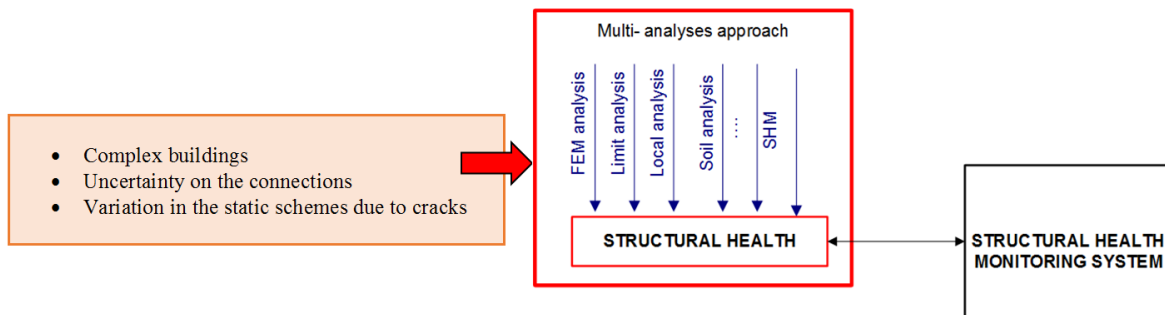 Multi- analyses approach
FEM analysis
Limit analysis
Local analysis
Soil analysis
....
SHM
• Complex buildings
• Uncertainty on the connections
• Variation in the static schemes due to cracks
STRUCTURAL HEALTH
STRUCTURAL HEALTH
MONITORING SYSTEM